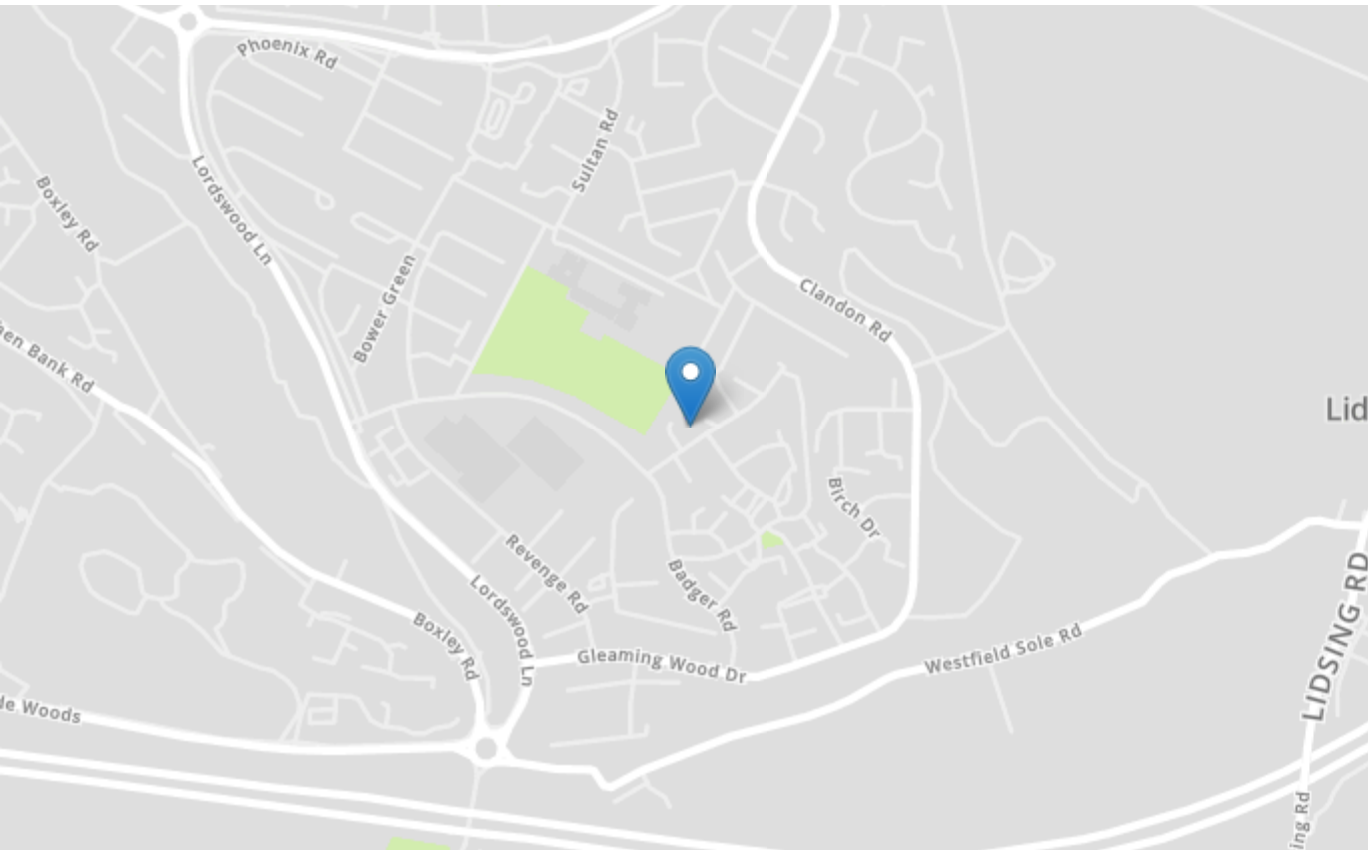 Phoenix Rd
Sultan Rd
Boxley Rd
Lordswood Ln
Bower Green
Clandon Rd
Bank Rd
Lid
Birch Dr
Revenge Rd
Badger Rd
Lordswood Ln
Boxley Rd
Gleaming Wood Dr
Westfield Sole Rd
LIDSING RD
Woods
ing Rd